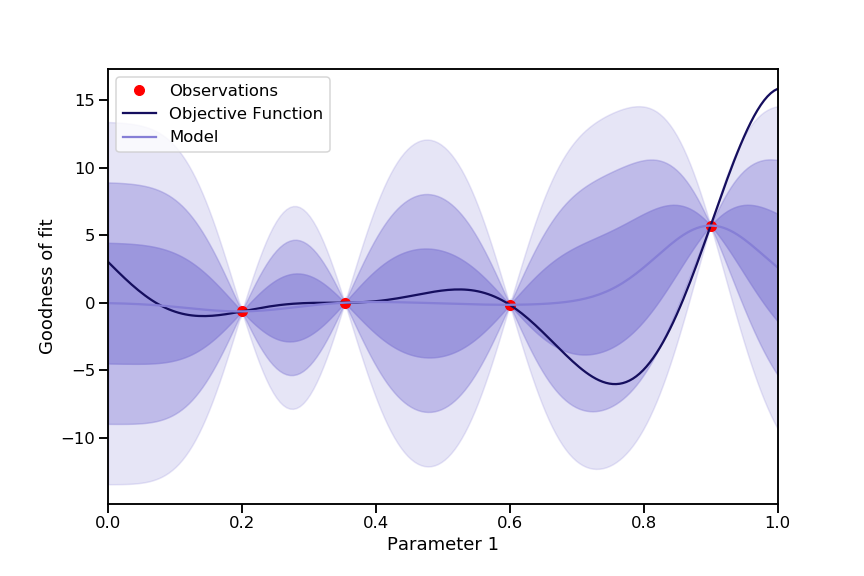 Observations
Objective Function
Model
15
10
5
0
−5
−10
Goodness of fit
0.0 0.2 0.4 0.6 0.8 1.0
Parameter 1